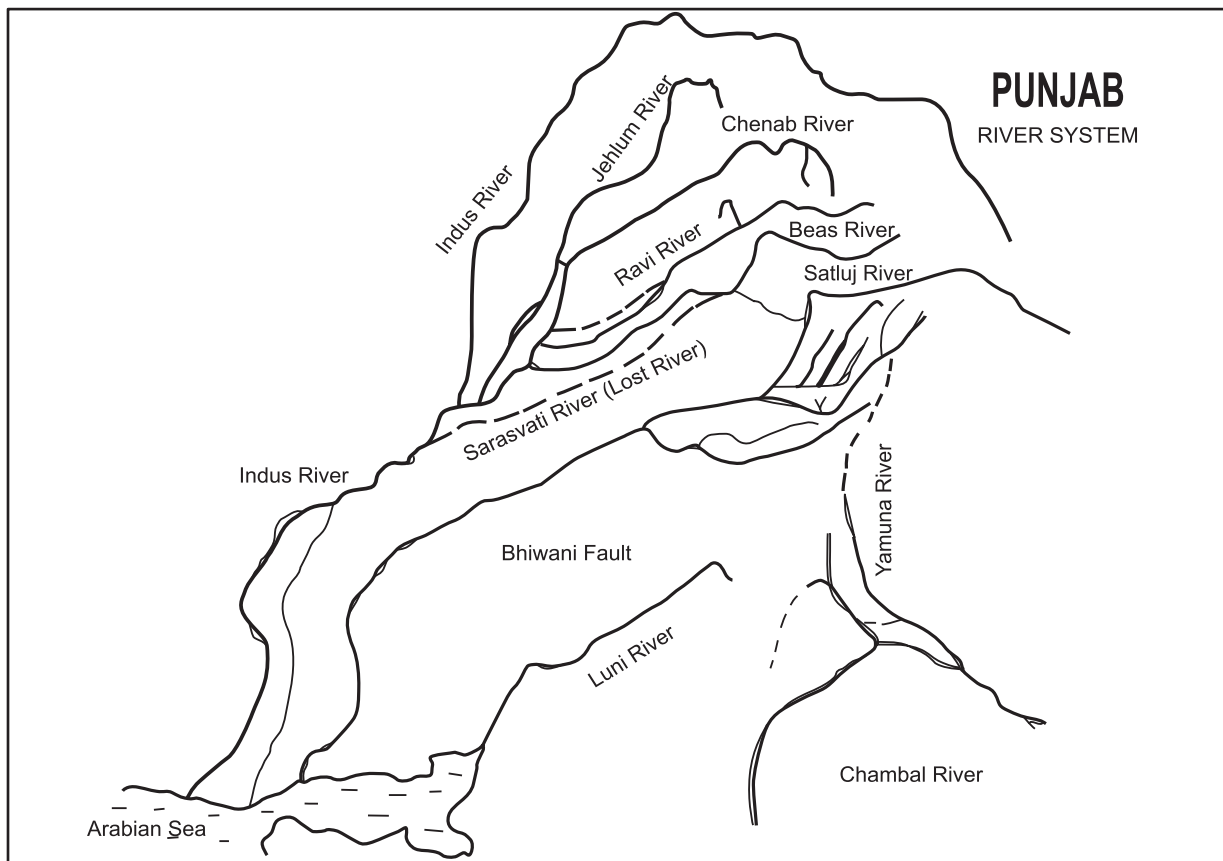 PUNJAB
RIVER SYSTEM
Jehlum River
Chenab River
Indus River
Ravi River
Beas River
Satluj River
Sarasvati River (Lost River)
Indus River
Yamuna River
Bhiwani Fault
Luni River
Chambal River
Arabian Sea